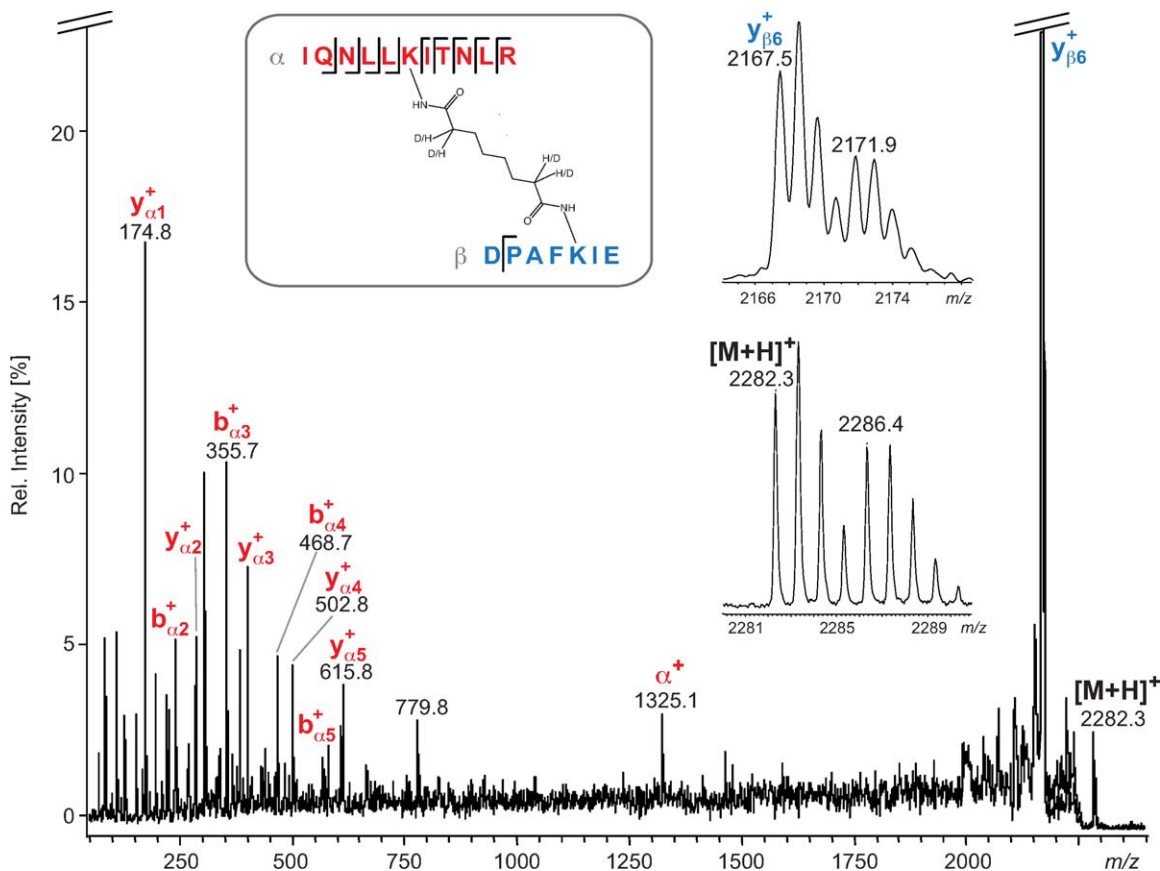 α IQNLLKITNLR
HN
O
D/H
D/H
H/D
H/D
O
NH
β DPAFKIE
y+β6
2167.5
2171.9
2166 2170 2174 m/z
[M+H]+
2282.3
2286.4
2281 2285 2289 m/z
y+β6
y+α1
174.8
b+α3
355.7
y+α2
y+α3
b+α2
b+α4
468.7
y+α4
502.8
y+α5
615.8
b+α5
779.8
α+
1325.1
[M+H]+
2282.3
Rel. Intensity [%]
20
15
10
5
0
250 500 750 1000 1250 1500 1750 2000 m/z